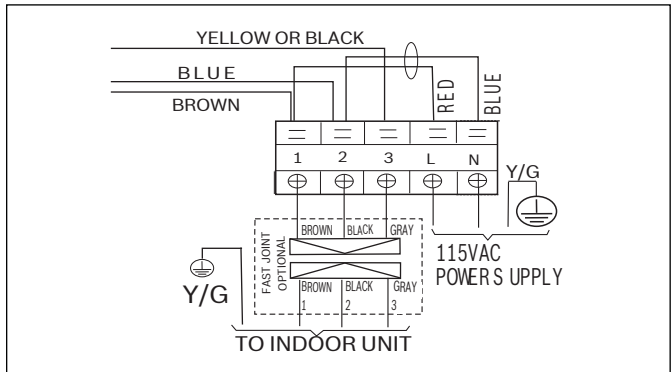 YELLOW OR BLACK
BLUE
BROWN
RED
BLUE
1 2 3 L N
Y/G
FAST JOINT
OPTIONAL
BROWN BLACK GRAY
115VAC
POWER S UPPLY
Y/G
BROWN BLACK GRAY
1 2 3
TO INDOOR UNIT